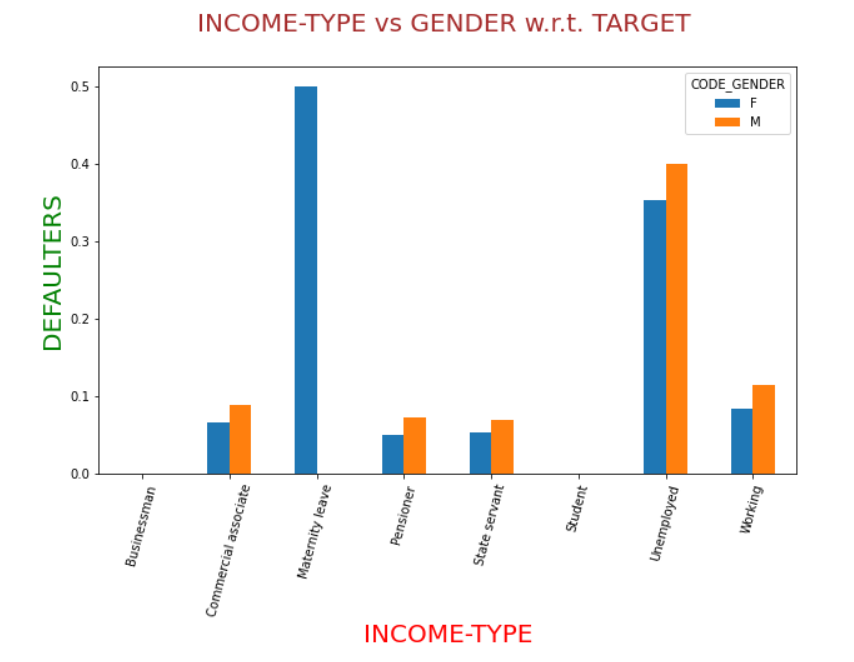 INCOME-TYPE vs GENDER w.r.t. TARGET
CODE_GENDER
F
M
DEFAULTERS
0.5
0.4
0.3
0.2
0.1
0.0
Businessman
Commercial associate
Maternity leave
Pensioner
State servant
Student
Unemployed
Working
INCOME-TYPE